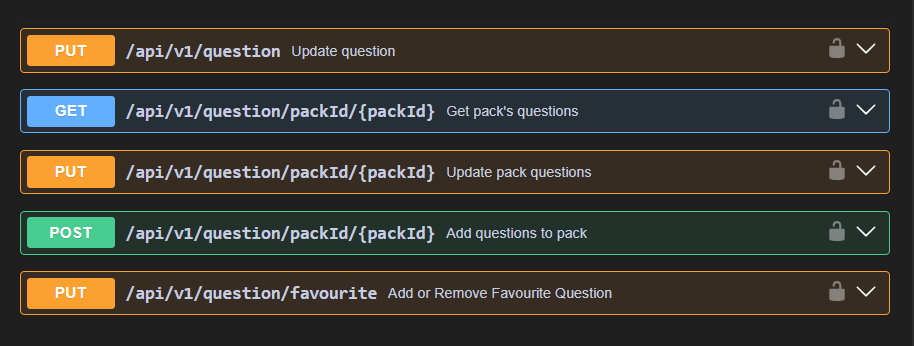 PUT /api/v1/question Update question
GET /api/v1/question/packId/{packId} Get pack's questions
PUT /api/v1/question/packId/{packId} Update pack questions
POST /api/v1/question/packId/{packId} Add questions to pack
PUT /api/v1/question/favourite Add or Remove Favourite Question